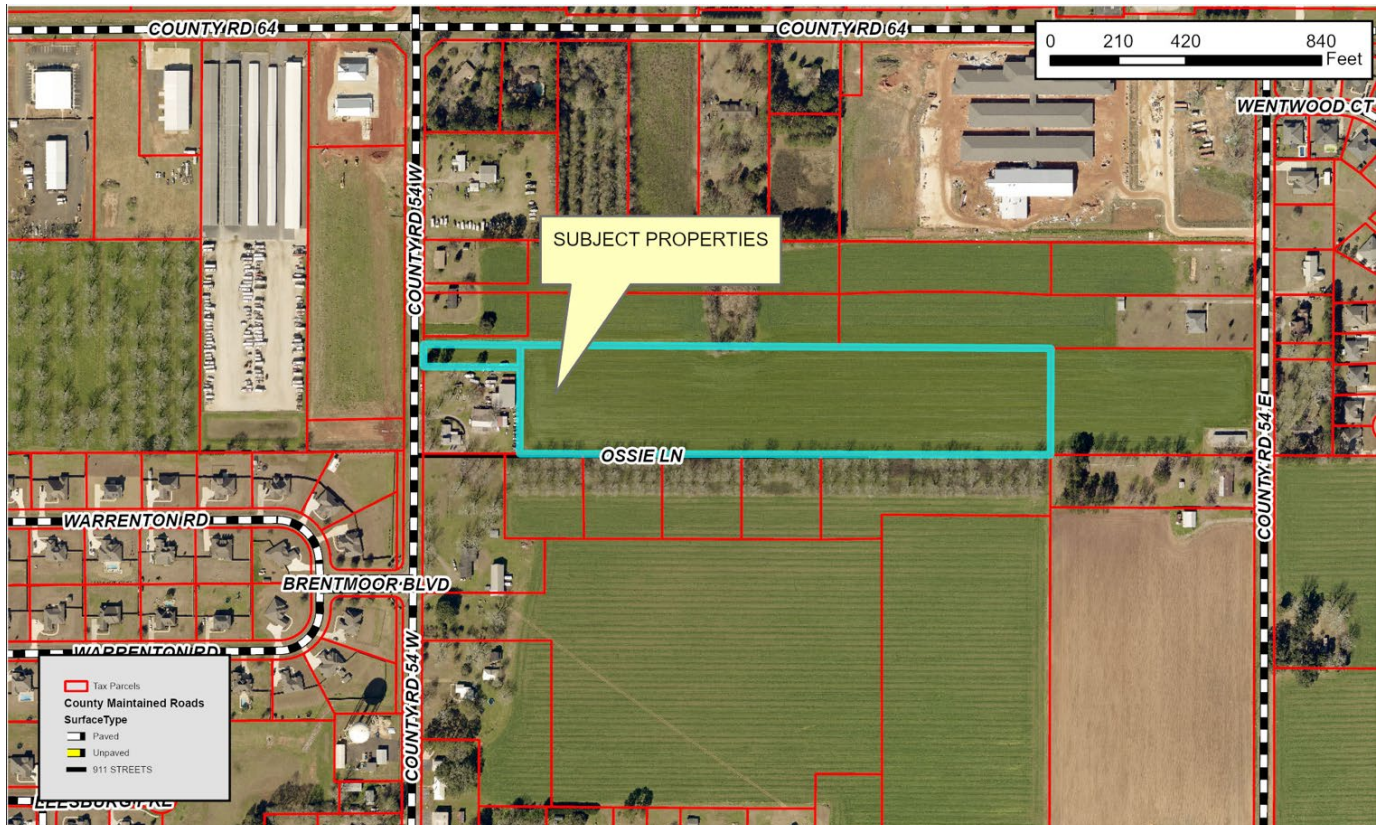 COUNTY RD 64
COUNTY RD 64
0 210 420 840
Feet
WENTWOOD CT
COUNTY RD 54 W
SUBJECT PROPERTIES
OSSIE LN
COUNTY RD 54 E
WARRENTON RD
BRENTMOOR BLVD
WARRENTON RD
COUNTY RD 54 W
Tax Parcels
County Maintained Roads
SurfaceType
Paved
Unpaved
911 STREETS
LEESBURG PKE